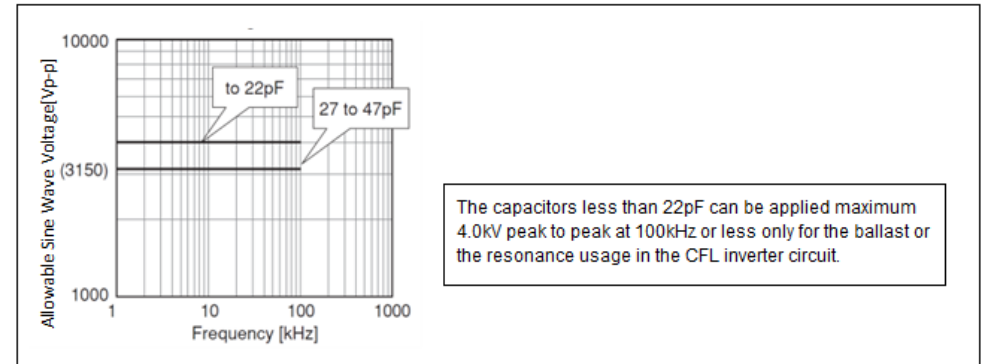 10000
to 22pF
27 to 47pF
(3150)
Allowable Sine Wave Voltage[Vp-p]
1000
1
10
100
1000
Frequency [kHz]
The capacitors less than 22pF can be applied maximum
4.0kV peak to peak at 100kHz or less only for the ballast or
the resonance usage in the CFL inverter circuit.